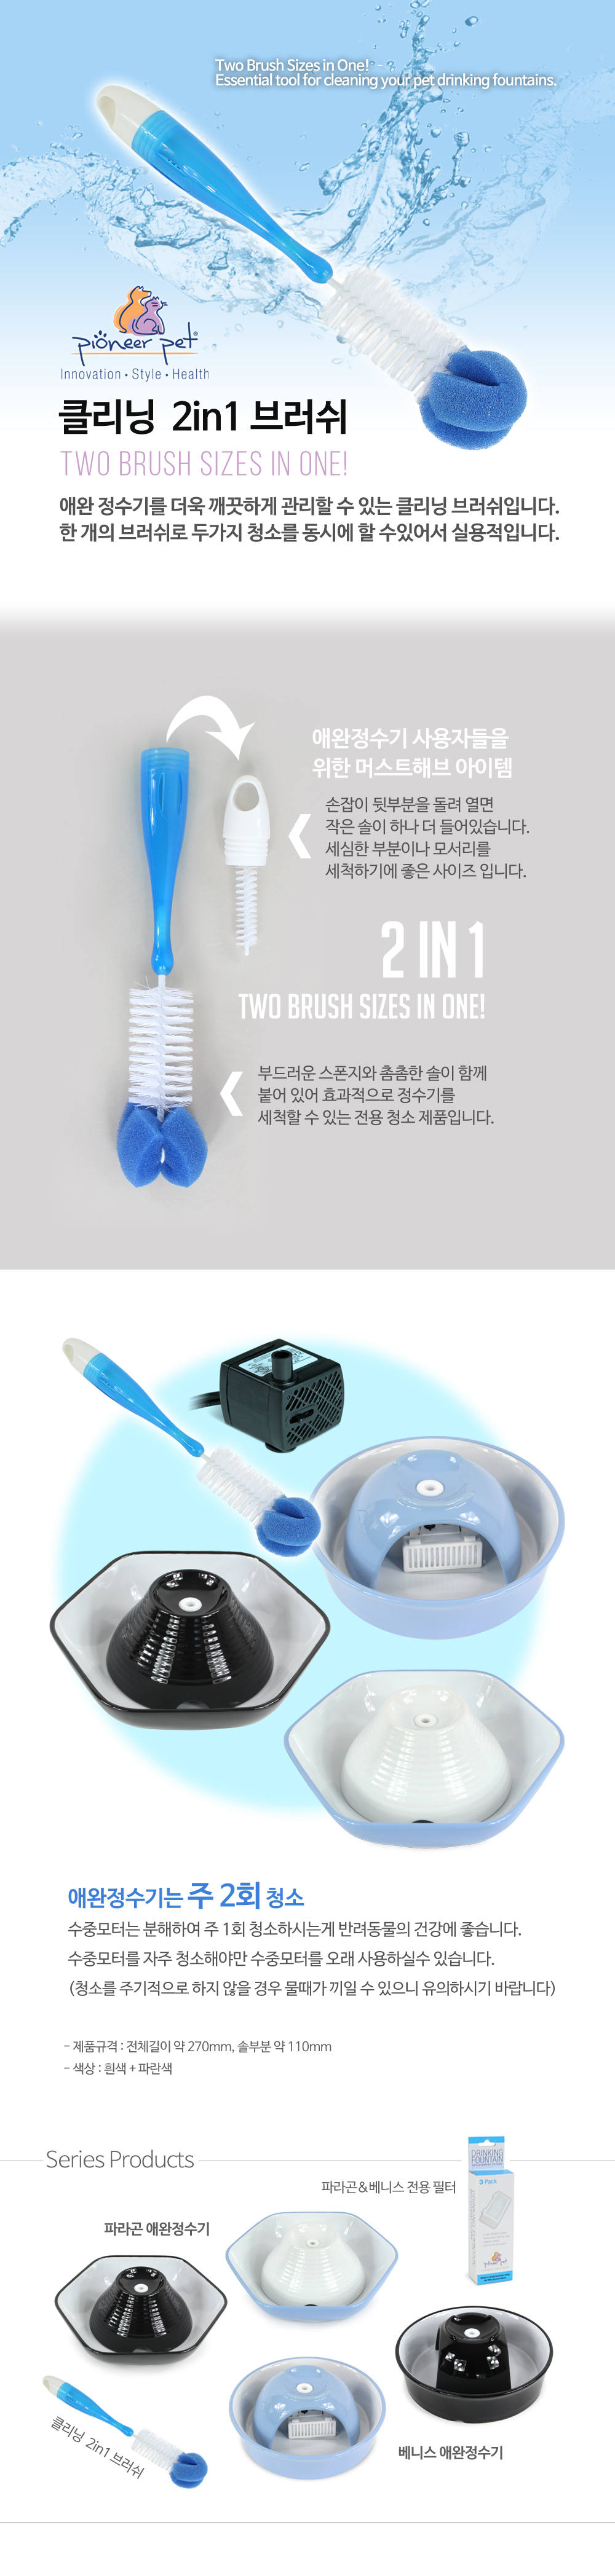 Two Brush Sizes in One!
Essential tool for cleaning your pet drinking fountains.
pioneer pet®
Innovation • Style • Health
클리닝 2in1 브러쉬
TWO BRUSH SIZES IN ONE!
애완 정수기를 더욱 깨끗하게 관리할 수 있는 클리닝 브러쉬입니다.
한 개의 브러쉬로 두가지 청소를 동시에 할 수있어서 실용적입니다.
애완정수기 사용자들을
위한 머스트해브 아이템
손잡이 뒷부분을 돌려 열면
작은 솔이 하나 더 들어있습니다.
세심한 부분이나 모서리를
세척하기에 좋은 사이즈 입니다.
2 IN 1
TWO BRUSH SIZES IN ONE!
부드러운 스폰지와 촘촘한 솔이 함께
붙어 있어 효과적으로 정수기를
세척할 수 있는 전용 청소 제품입니다.
애완정수기는 주 2회 청소
수중모터는 분해하여 주 1회 청소하시는게 반려동물의 건강에 좋습니다.
수중모터를 자주 청소해야만 수중모터를 오래 사용하실수 있습니다.
(청소를 주기적으로 하지 않을 경우 물때가 끼일 수 있으니 유의하시기 바랍니다)
- 제품규격 : 전체길이 약 270mm, 솔부분 약 110mm
- 색상 : 흰색 + 파란색
Series Products
파라곤&베니스 전용 필터
DRINKING
FOUNTAIN
3 Pack
pioneer pet
파라곤 애완정수기
클리닝 2in1 브러쉬
베니스 애완정수기